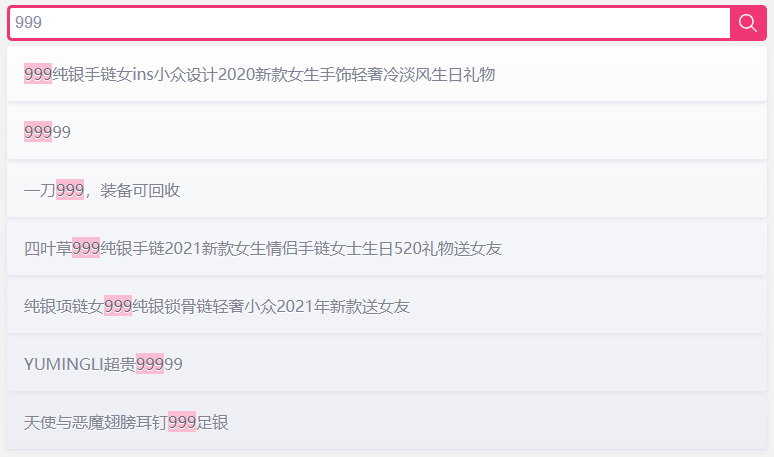 999
999纯银手链女ins小众设计2020新款女生手饰轻奢冷淡风生日礼物
99999
一刀999，装备可回收
四叶草999纯银手链2021新款女生情侣手链女士生日520礼物送女友
纯银项链女999纯银锁骨链轻奢小众2021年新款送女友
YUMINGLI超贵99999
天使与恶魔翅膀耳钉999足银